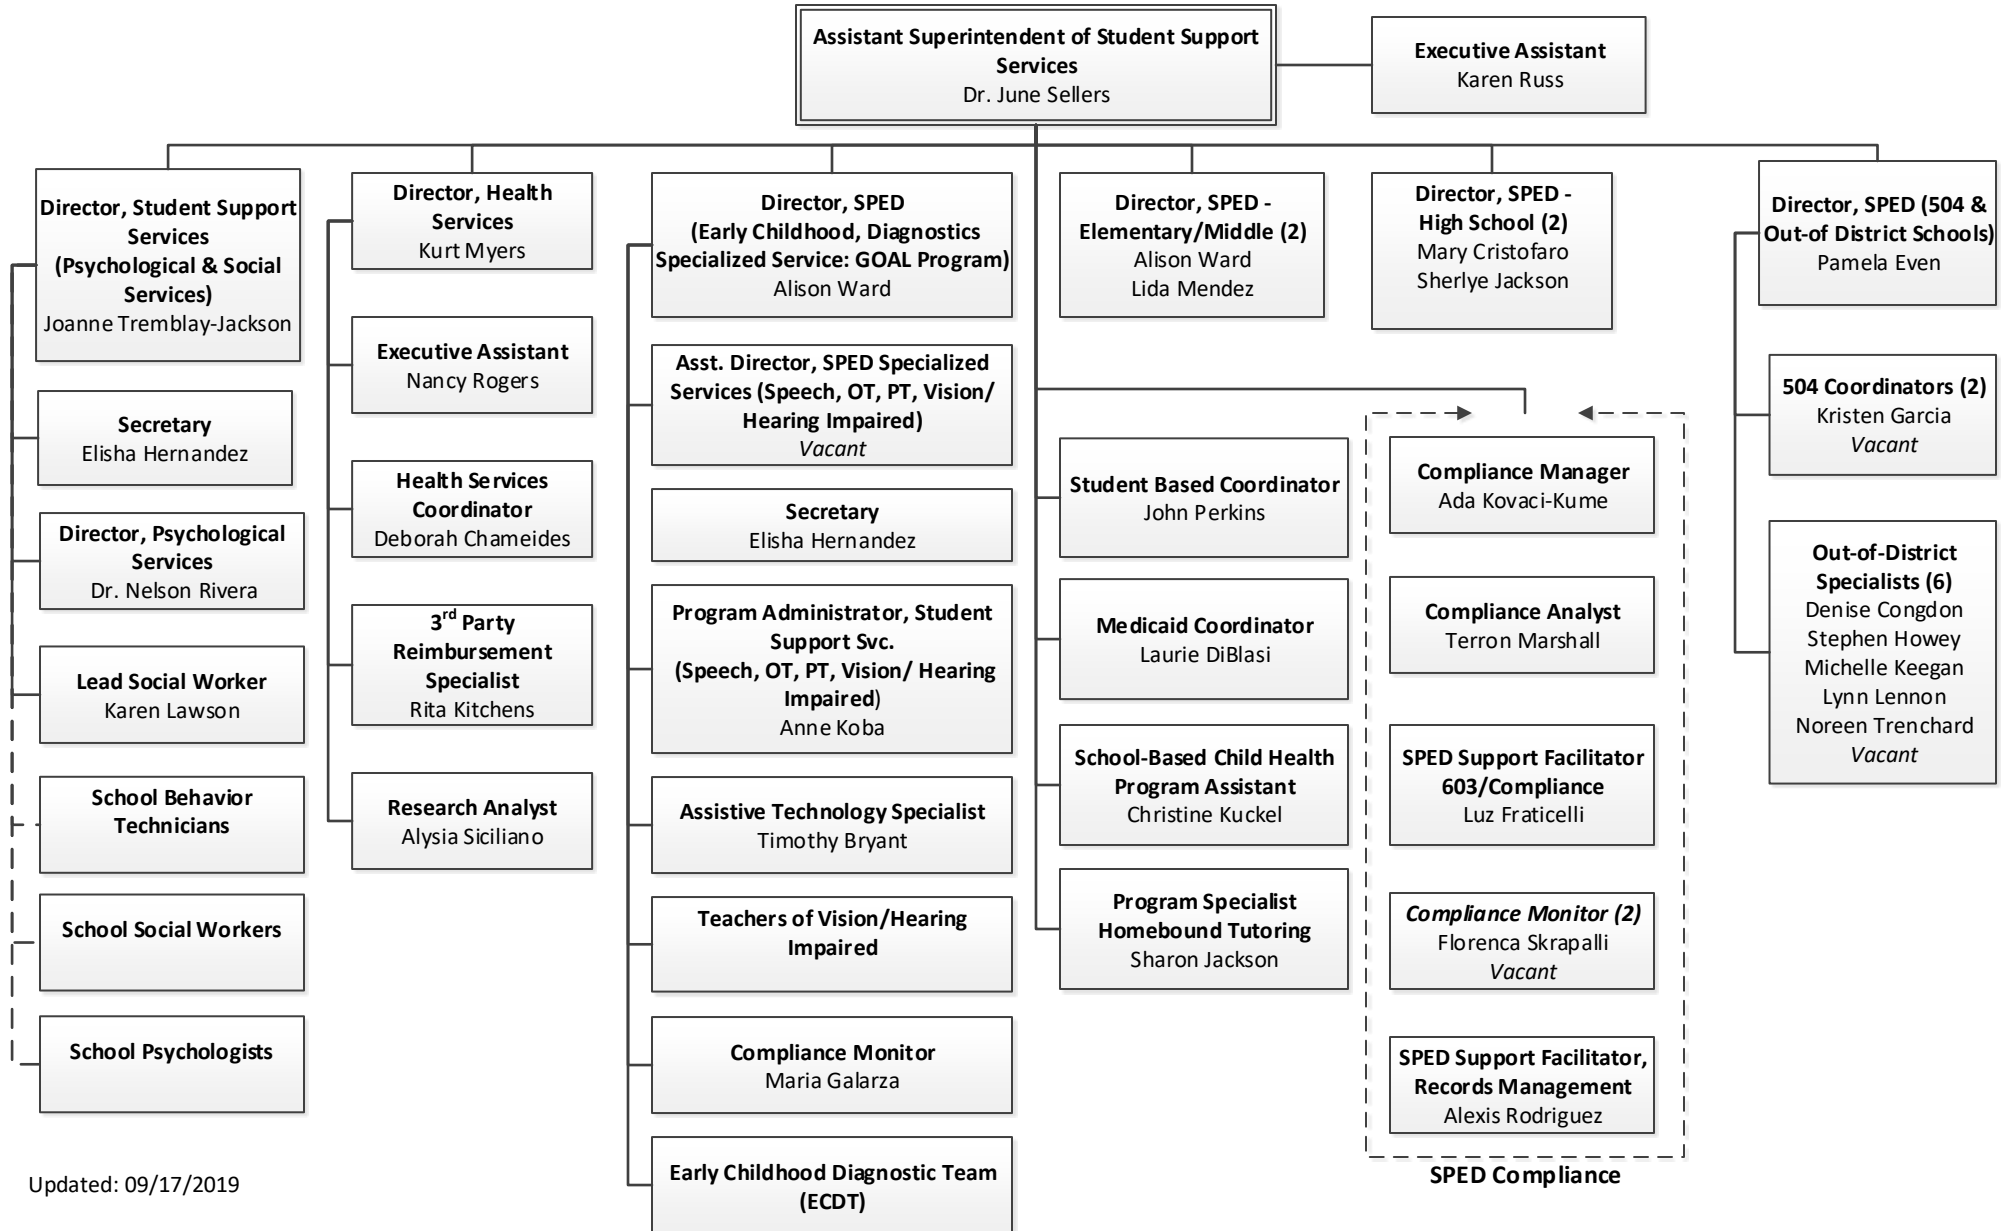 Assistant Superintendent of Student Support
Services
Dr. June Sellers
Executive Assistant
Karen Russ
Director, Student Support
Services
(Psychological & Social
Services)
Joanne Tremblay-Jackson
Secretary
Elisha Hernandez
Director, Psychological
Services
Dr. Nelson Rivera
Lead Social Worker
Karen Lawson
School Behavior
Technicians
School Social Workers
School Psychologists
Director, Health
Services
Kurt Myers
Executive Assistant
Nancy Rogers
Health Services
Coordinator
Deborah Chameides
3rd Party
Reimbursement
Specialist
Rita Kitchens
Research Analyst
Alysia Siciliano
Director, SPED
(Early Childhood, Diagnostics
Specialized Service: GOAL Program)
Alison Ward
Asst. Director, SPED Specialized
Services (Speech, OT, PT, Vision/
Hearing Impaired)
Vacant
Secretary
Elisha Hernandez
Program Administrator, Student
Support Svc.
(Speech, OT, PT, Vision/ Hearing
Impaired)
Anne Koba
Assistive Technology Specialist
Timothy Bryant
Teachers of Vision/Hearing
Impaired
Compliance Monitor
Maria Galarza
Early Childhood Diagnostic Team
(ECDT)
Director, SPED -
Elementary/Middle (2)
Alison Ward
Lida Mendez
Student Based Coordinator
John Perkins
Medicaid Coordinator
Laurie DiBlasi
School-Based Child Health
Program Assistant
Christine Kuckel
Program Specialist
Homebound Tutoring
Sharon Jackson
Director, SPED -
High School (2)
Mary Cristofaro
Sherlye Jackson
Compliance Manager
Ada Kovaci-Kume
Compliance Analyst
Terron Marshall
SPED Support Facilitator
603/Compliance
Luz Fraticelli
Compliance Monitor (2)
Florenca Skrapalli
Vacant
SPED Support Facilitator,
Records Management
Alexis Rodriguez
SPED Compliance
Director, SPED (504 &
Out-of District Schools)
Pamela Even
504 Coordinators (2)
Kristen Garcia
Vacant
Out-of-District
Specialists (6)
Denise Congdon
Stephen Howey
Michelle Keegan
Lynn Lennon
Noreen Trenchard
Vacant
Updated: 09/17/2019